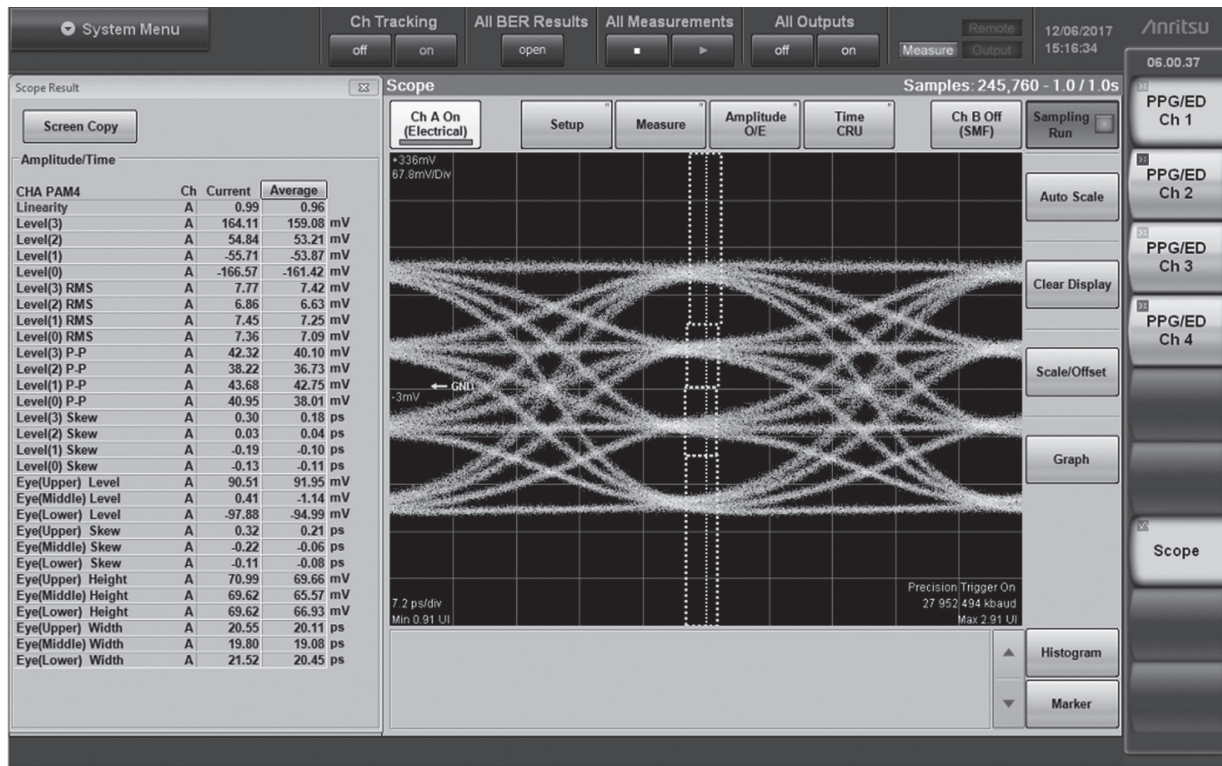 System Menu
Ch Tracking
off on
All BER Results
open
All Measurements
All Outputs
off on
Remote
Measure Output
12/06/2017
15:16:34
Anritsu
06.00.37
Scope Result
Screen Copy
Amplitude/Time
CHA PAM4 Ch Current Average
Linearity A 0.99 0.96
Level(3) A 164.11 159.08 mV
Level(2) A 54.84 53.21 mV
Level(1) A -55.71 -53.87 mV
Level(0) A -166.57 -161.42 mV
Level(3) RMS A 7.77 7.42 mV
Level(2) RMS A 6.86 6.63 mV
Level(1) RMS A 7.45 7.25 mV
Level(0) RMS A 7.36 7.09 mV
Level(3) P-P A 42.32 40.10 mV
Level(2) P-P A 38.22 36.73 mV
Level(1) P-P A 43.68 42.75 mV
Level(0) P-P A 40.95 38.01 mV
Level(3) Skew A 0.30 0.18 ps
Level(2) Skew A 0.03 0.04 ps
Level(1) Skew A -0.19 -0.10 ps
Level(0) Skew A -0.13 -0.11 ps
Eye(Upper) Level A 90.51 91.95 mV
Eye(Middle) Level A 0.41 -1.14 mV
Eye(Lower) Level A -97.88 -94.99 mV
Eye(Upper) Skew A 0.32 0.21 ps
Eye(Middle) Skew A -0.22 -0.06 ps
Eye(Lower) Skew A -0.11 -0.08 ps
Eye(Upper) Height A 70.99 69.66 mV
Eye(Middle) Height A 69.62 65.57 mV
Eye(Lower) Height A 69.62 66.93 mV
Eye(Upper) Width A 20.55 20.11 ps
Eye(Middle) Width A 19.80 19.08 ps
Eye(Lower) Width A 21.52 20.45 ps
Scope
Samples: 245,760 - 1.0 / 1.0s
Ch A On
(Electrical)
Setup
Measure
Amplitude
O/E
Time
CRU
Ch B Off
(SMF)
Sampling
Run
+336mV
67.8mV/Div
GND
-3mV
7.2 ps/div
Min 0.91 UI
Precision Trigger On
27 952 494 kbaud
Max 2.91 UI
Auto Scale
Clear Display
Scale/Offset
Graph
Histogram
Marker
PPG/ED
Ch 1
PPG/ED
Ch 2
PPG/ED
Ch 3
PPG/ED
Ch 4
Scope